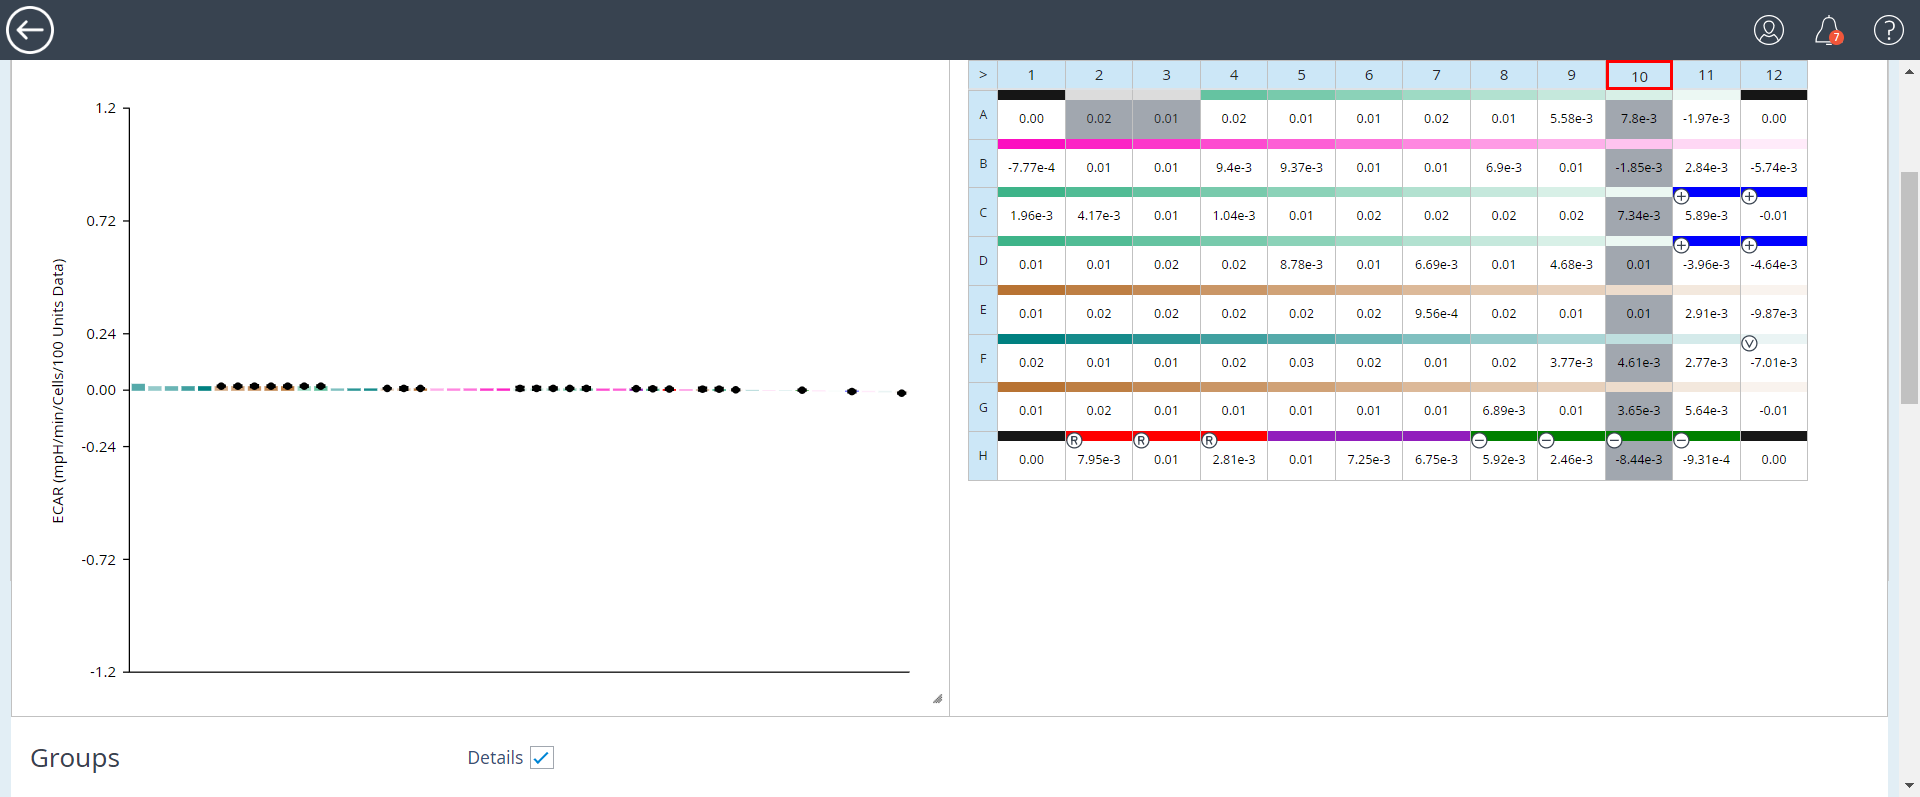 7 ?
1.2
0.72
0.24
0.00
-0.24
-0.72
-1.2
ECAR (mpH/min/Cells/100 Units Data)
> 1 2 3 4 5 6 7 8 9 10 11 12
A 0.00 0.02 0.01 0.02 0.01 0.01 0.02 0.01 5.58e-3 7.8e-3 -1.97e-3 0.00
B -7.77e-4 0.01 0.01 9.4e-3 9.37e-3 0.01 0.01 6.9e-3 0.01 -1.85e-3 2.84e-3 -5.74e-3
+ +
C 1.96e-3 4.17e-3 0.01 1.04e-3 0.01 0.02 0.02 0.02 0.02 7.34e-3 5.89e-3 -0.01
+ +
D 0.01 0.01 0.02 0.02 8.78e-3 0.01 6.69e-3 0.01 4.68e-3 0.01 -3.96e-3 -4.64e-3
E 0.01 0.02 0.02 0.02 0.02 0.02 9.56e-4 0.02 0.01 0.01 2.91e-3 -9.87e-3
V
F 0.02 0.01 0.01 0.02 0.03 0.02 0.01 0.02 3.77e-3 4.61e-3 2.77e-3 -7.01e-3
G 0.01 0.02 0.01 0.01 0.01 0.01 0.01 6.89e-3 0.01 3.65e-3 5.64e-3 -0.01
R R R − − − −
H 0.00 7.95e-3 0.01 2.81e-3 0.01 7.25e-3 6.75e-3 5.92e-3 2.46e-3 -8.44e-3 -9.31e-4 0.00
Groups
Details